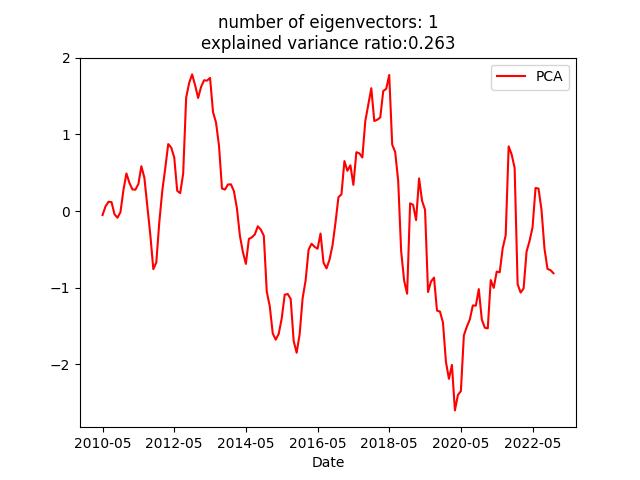 number of eigenvectors: 1
explained variance ratio:0.263
PCA
2
1
0
−1
−2
2010-05 2012-05 2014-05 2016-05 2018-05 2020-05 2022-05
Date